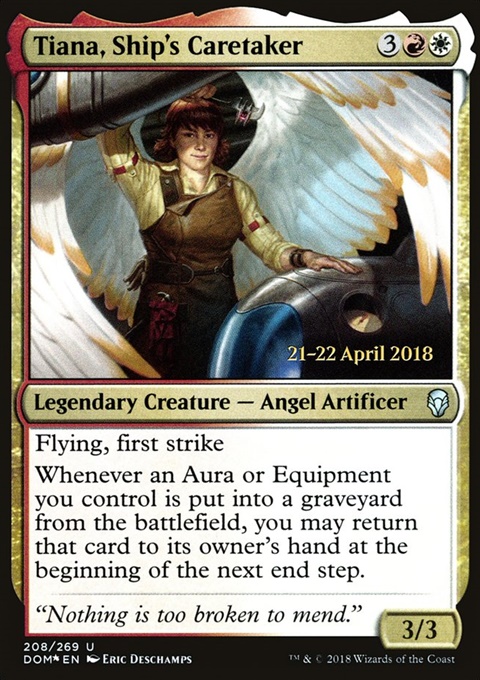 Tiana, Ship's Caretaker 3
21–22 April 2018
Legendary Creature — Angel Artificer
Flying, first strike
Whenever an Aura or Equipment
you control is put into a graveyard
from the battlefield, you may return
that card to its owner's hand at the
beginning of the next end step.
“Nothing is too broken to mend.”
3/3
208/269 U
DOM★EN Eric Deschamps
™ & © 2018 Wizards of the Coast